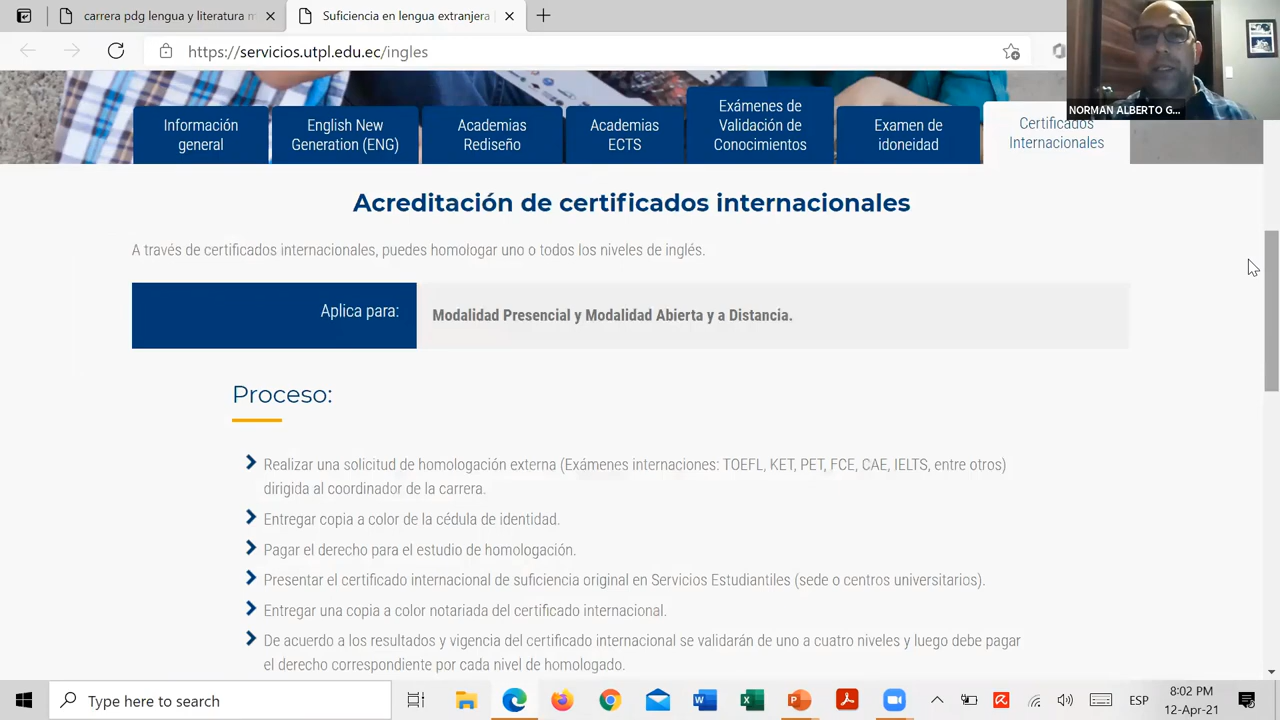 carrera pdg lengua y literatura m
Suficiencia en lengua extranjera
https://servicios.utpl.edu.ec/ingles
NORMAN ALBERTO G...
Información general
English New Generation (ENG)
Academias Rediseño
Academias ECTS
Exámenes de Validación de Conocimientos
Examen de idoneidad
Certificados Internacionales
Acreditación de certificados internacionales
A través de certificados internacionales, puedes homologar uno o todos los niveles de inglés.
Aplica para:
Modalidad Presencial y Modalidad Abierta y a Distancia.
Proceso:
Realizar una solicitud de homologación externa (Exámenes internaciones: TOEFL, KET, PET, FCE, CAE, IELTS, entre otros)
dirigida al coordinador de la carrera.
Entregar copia a color de la cédula de identidad.
Pagar el derecho para el estudio de homologación.
Presentar el certificado internacional de suficiencia original en Servicios Estudiantiles (sede o centros universitarios).
Entregar una copia a color notariada del certificado internacional.
De acuerdo a los resultados y vigencia del certificado internacional se validarán de uno a cuatro niveles y luego debe pagar
el derecho correspondiente por cada nivel de homologado.
Type here to search
ESP
8:02 PM
12-Apr-21